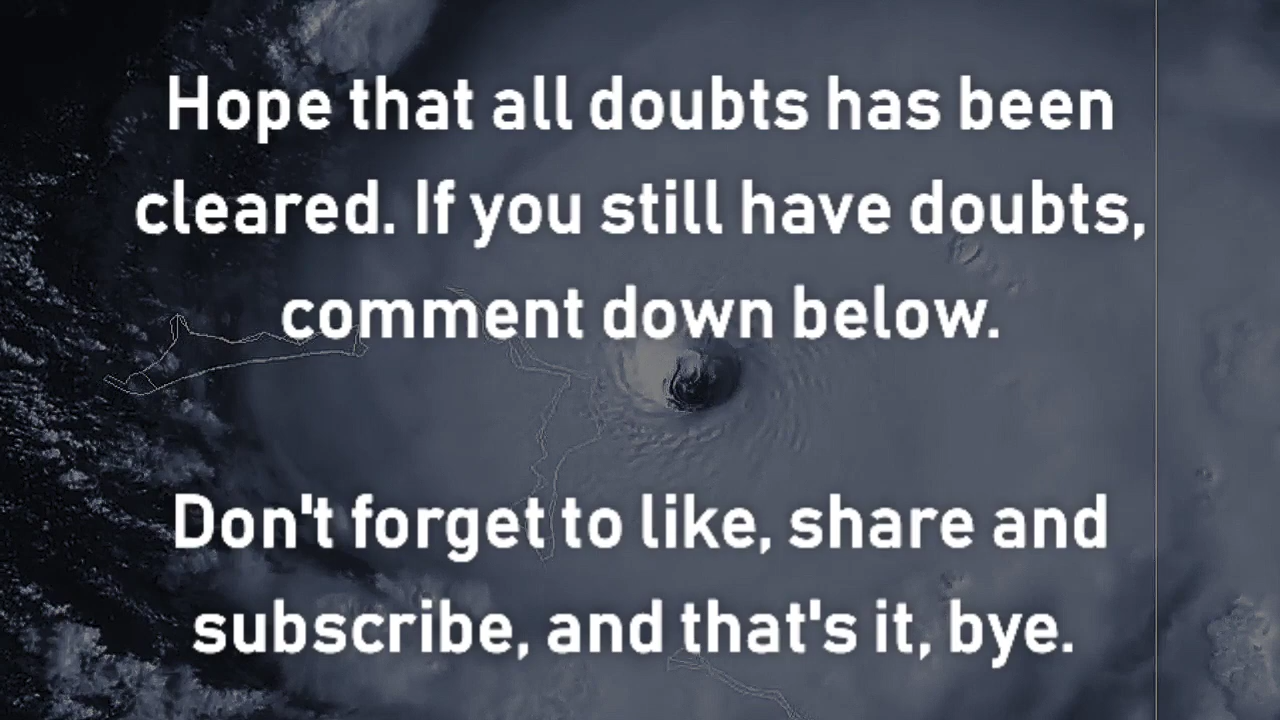 Hope that all doubts has been
cleared. If you still have doubts,
comment down below.
Don't forget to like, share and
subscribe, and that's it, bye.